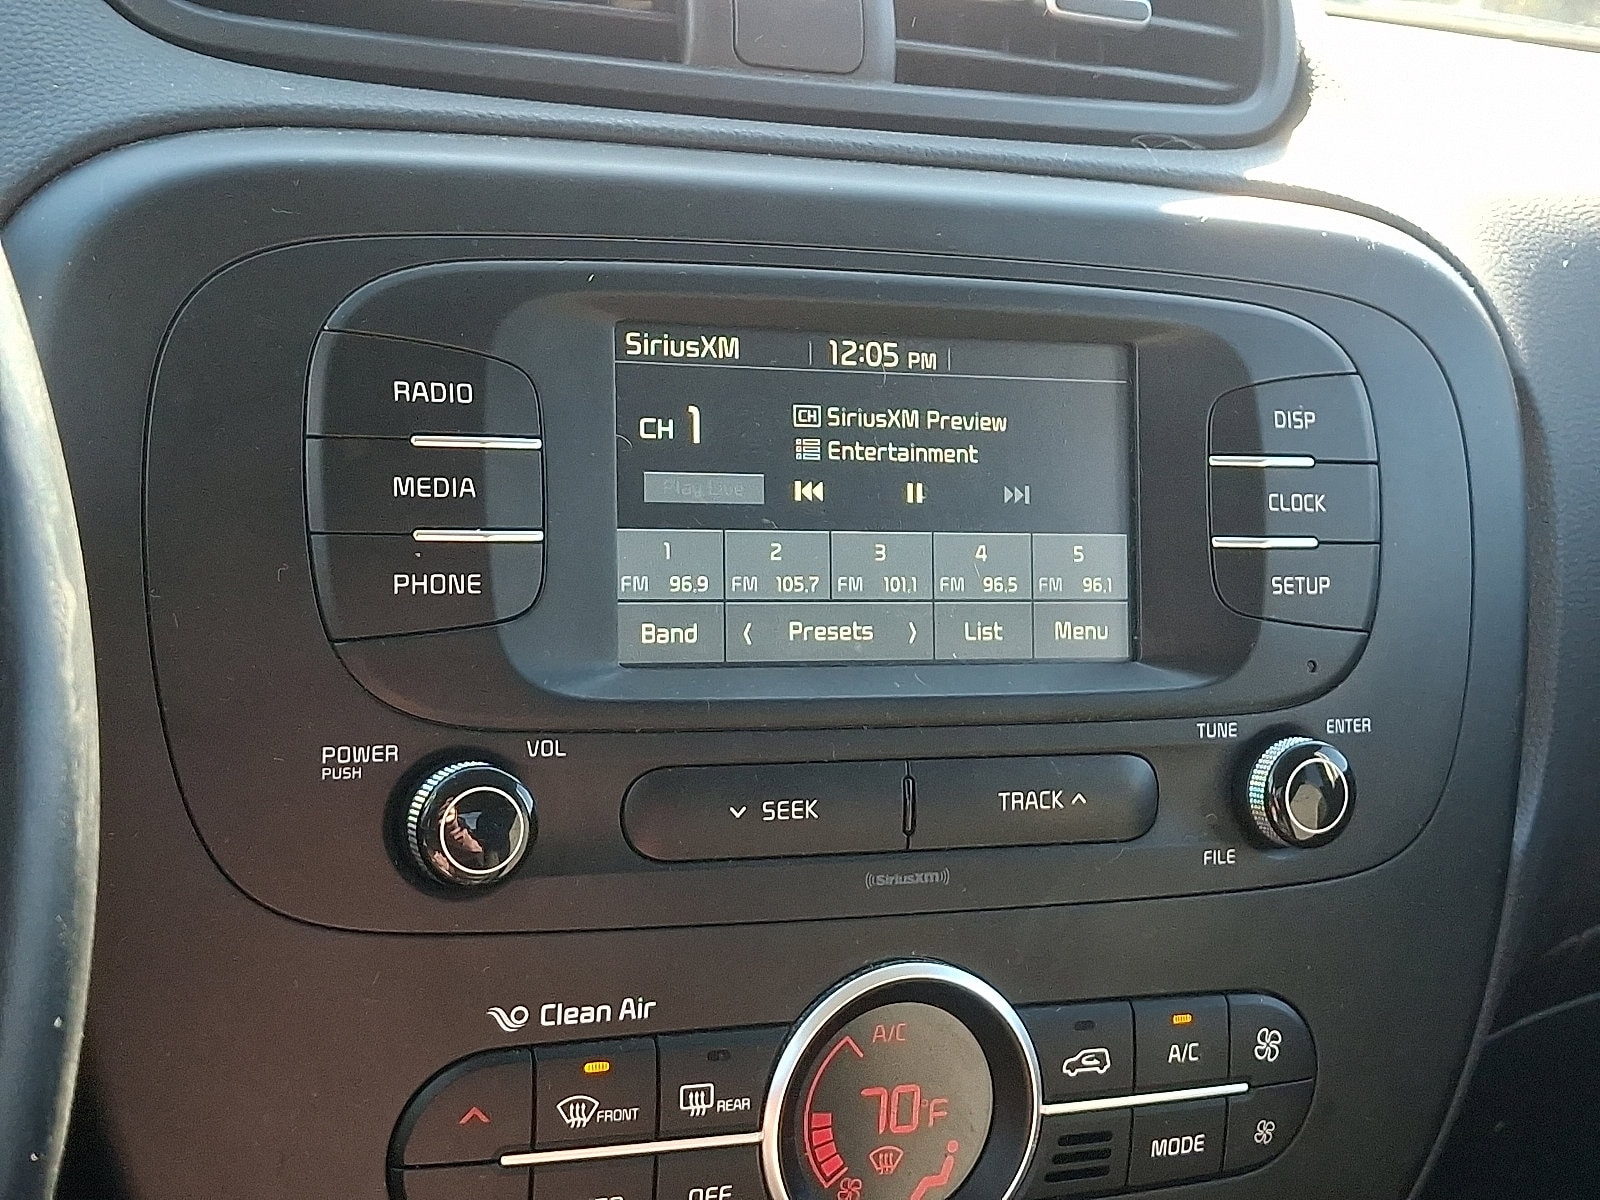 SiriusXM 12:05 PM
CH 1
CH SiriusXM Preview
Entertainment
Play Live
1 2 3 4 5
FM 96.9 FM 105.7 FM 101.1 FM 96.5 FM 96.1
Band Presets List Menu
RADIO
MEDIA
PHONE
DISP
CLOCK
SETUP
POWER
PUSH
VOL
SEEK
TRACK
TUNE
ENTER
FILE
SiriusXM
Clean Air
FRONT
REAR
A/C
70°F
A/C
MODE
OFF